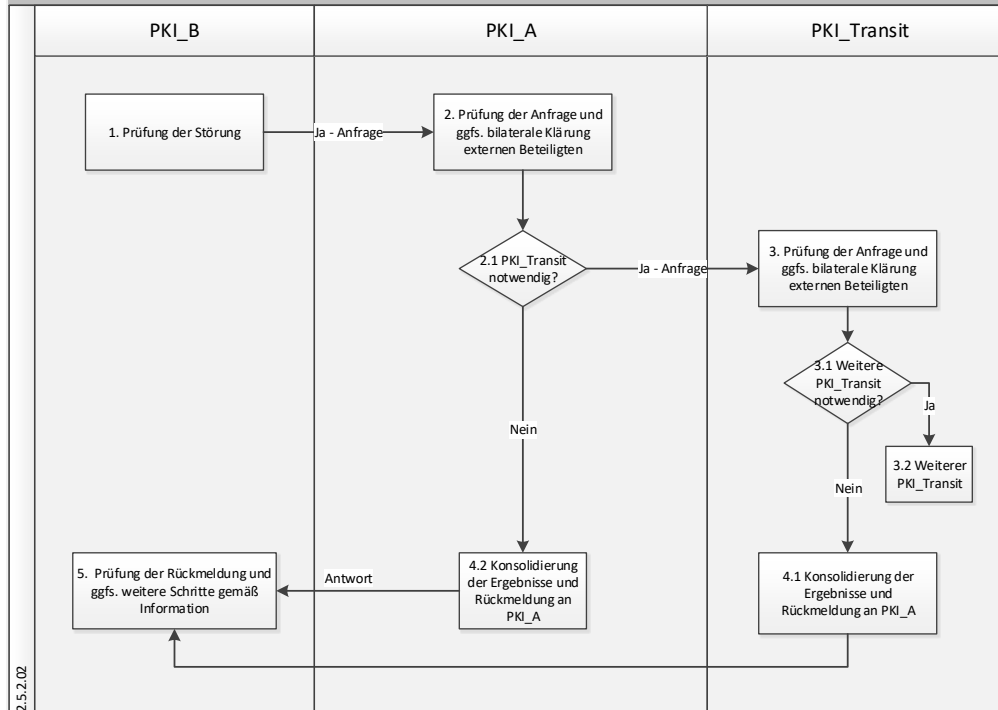 PKI_B
PKI_A
PKI_Transit
1. Prüfung der Störung
Ja - Anfrage
2. Prüfung der Anfrage und
ggfs. bilaterale Klärung
externen Beteiligten
2.1 PKI_Transit
notwendig?
Ja - Anfrage
3. Prüfung der Anfrage und
ggfs. bilaterale Klärung
externen Beteiligten
3.1 Weitere
PKI_Transit
notwendig?
Ja
3.2 Weiterer
PKI_Transit
Nein
Nein
5. Prüfung der Rückmeldung und
ggfs. weitere Schritte gemäß
Information
Antwort
4.2 Konsolidierung
der Ergebnisse und
Rückmeldung an
PKI_A
4.1 Konsolidierung der
Ergebnisse und
Rückmeldung an PKI_A
2.5.2.02